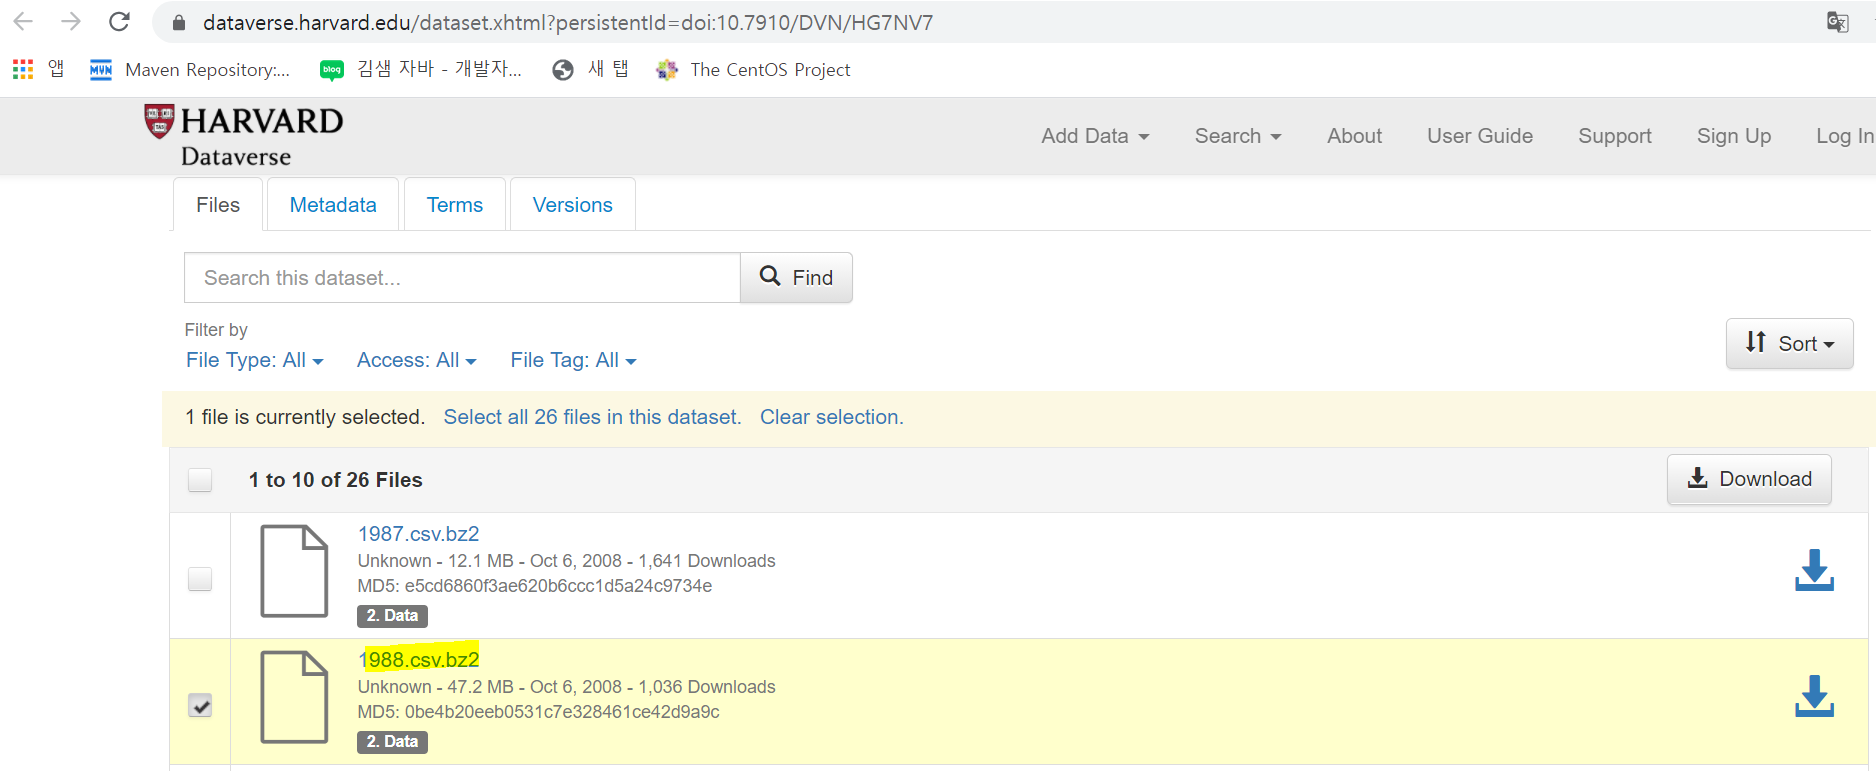 dataverse.harvard.edu/dataset.xhtml?persistentId=doi:10.7910/DVN/HG7NV7
앱 MVN Maven Repository:... blog 김샘 자바 - 개발자... 새 탭 The CentOS Project
HARVARD
Dataverse
Add Data Search About User Guide Support Sign Up Log In
Files Metadata Terms Versions
Search this dataset... Find
Filter by
File Type: All Access: All File Tag: All
Sort
1 file is currently selected. Select all 26 files in this dataset. Clear selection.
1 to 10 of 26 Files Download
1987.csv.bz2
Unknown - 12.1 MB - Oct 6, 2008 - 1,641 Downloads
MD5: e5cd6860f3ae620b6ccc1d5a24c9734e
2. Data
1988.csv.bz2
Unknown - 47.2 MB - Oct 6, 2008 - 1,036 Downloads
MD5: 0be4b20eeb0531c7e328461ce42d9a9c
2. Data